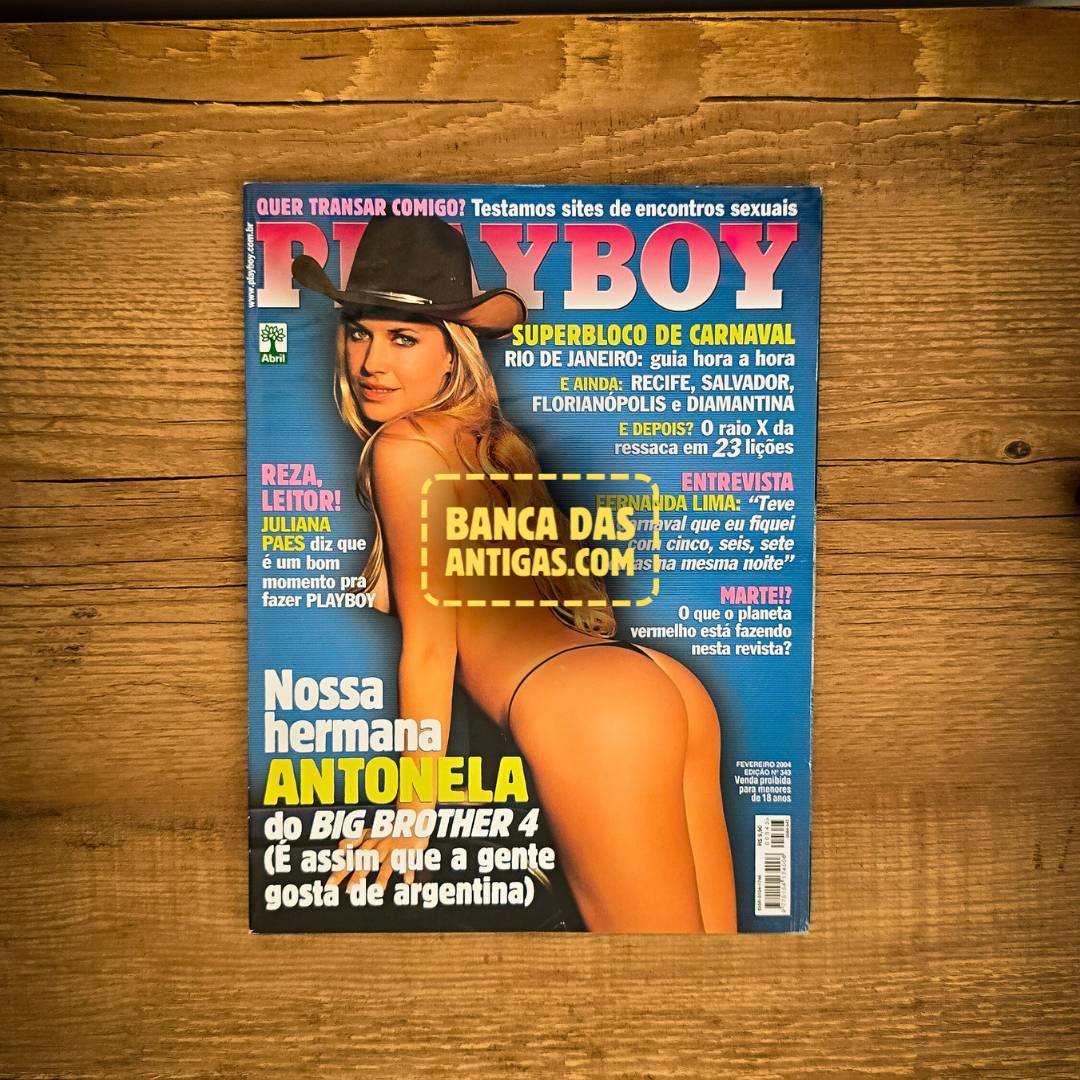 QUER TRANSAR COMIGO? Testamos sites de encontros sexuais
PLAYBOY
www.playboy.com.br
Abril
SUPERBLOCO DE CARNAVAL
RIO DE JANEIRO: guia hora a hora
E AINDA: RECIFE, SALVADOR,
FLORIANÓPOLIS e DIAMANTINA
E DEPOIS? O raio X da
ressaca em 23 lições
REZA,
LEITOR!
JULIANA
PAES diz que
é um bom
momento pra
fazer PLAYBOY
ENTREVISTA
FERNANDA LIMA: “Teve
carnaval que eu fiquei
com cinco, seis, sete
na mesma noite”
BANCA DAS
ANTIGAS.COM
MARTE!?
O que o planeta
vermelho está fazendo
nesta revista?
Nossa
hermana
ANTONELA
do BIG BROTHER 4
(É assim que a gente
gosta de argentina)
FEVEREIRO 2004
EDIÇÃO Nº 343
Venda proibida
para menores
de 18 anos
R$ 9,90